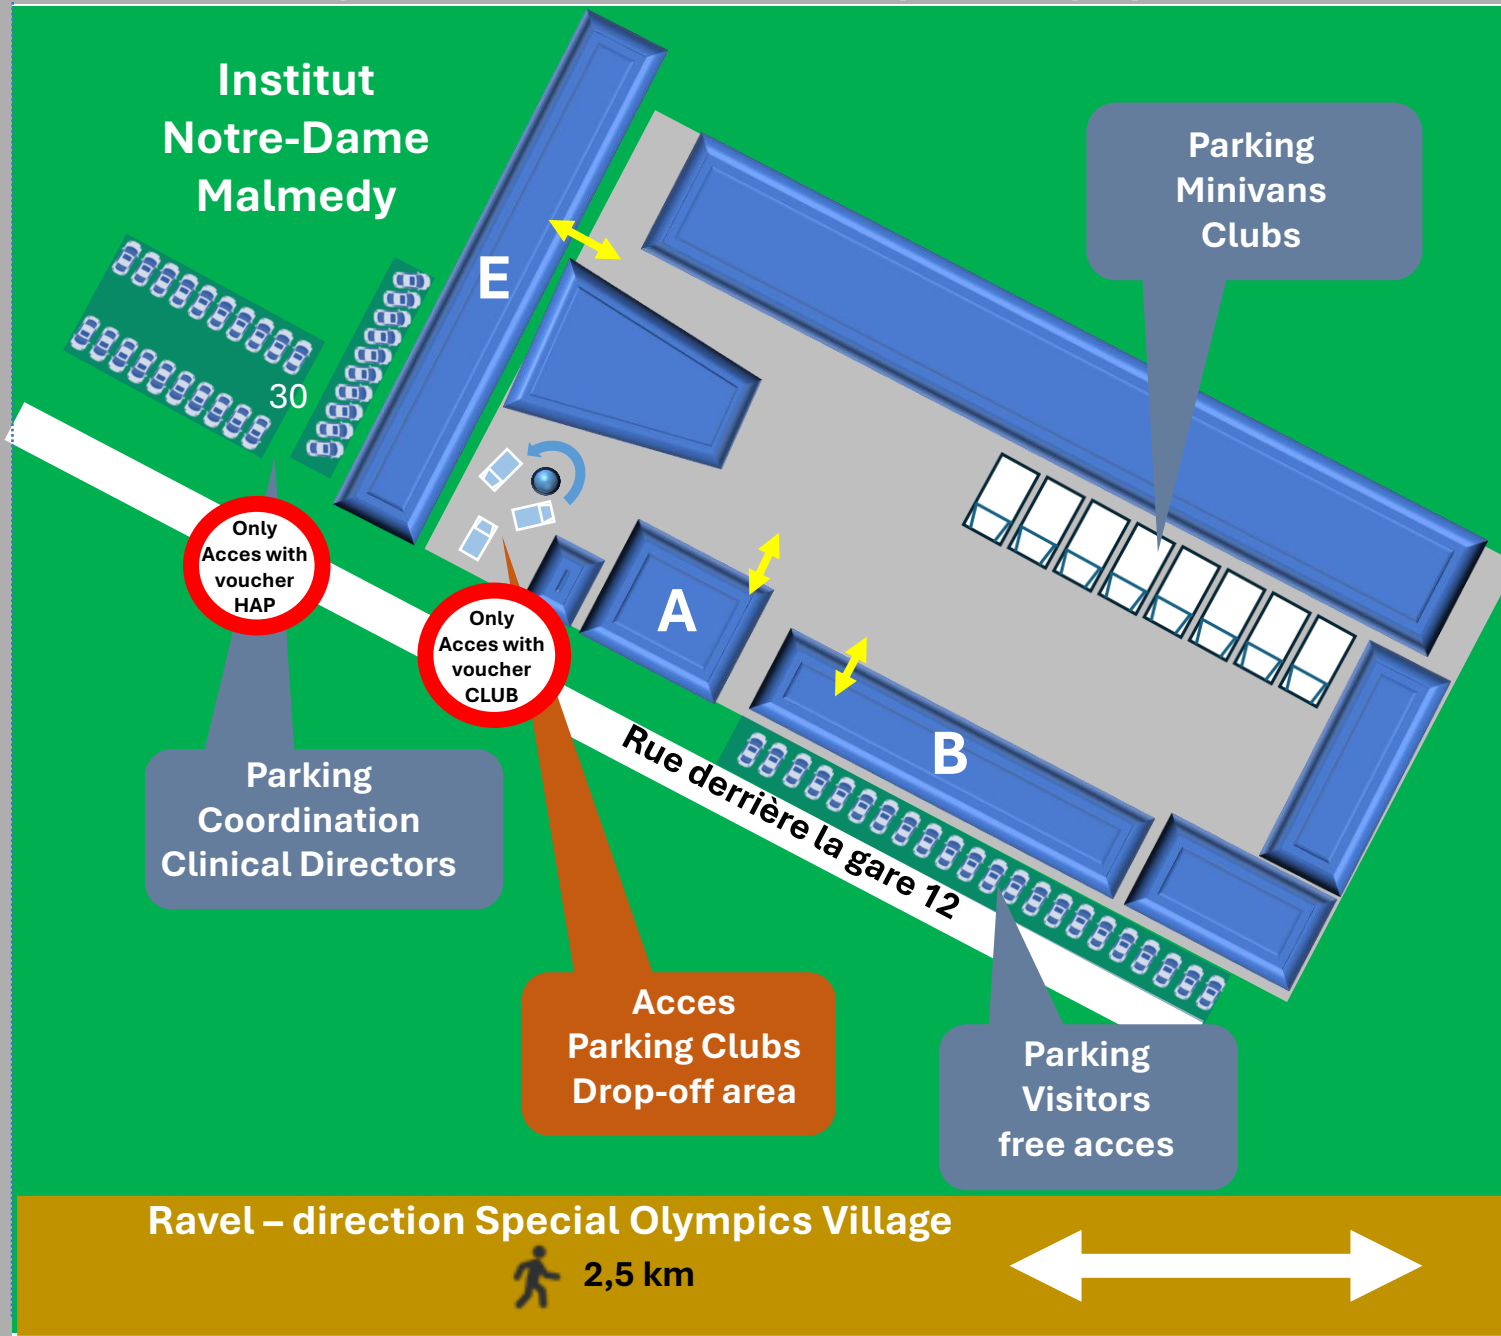 Institut
Notre-Dame
Malmedy
Parking
Minivans
Clubs
E
30
Only
Acces with
voucher
HAP
Only
Acces with
voucher
CLUB
A
B
Rue derrière la gare 12
Parking
Coordination
Clinical Directors
Acces
Parking Clubs
Drop-off area
Parking
Visitors
free acces
Ravel – direction Special Olympics Village
2,5 km